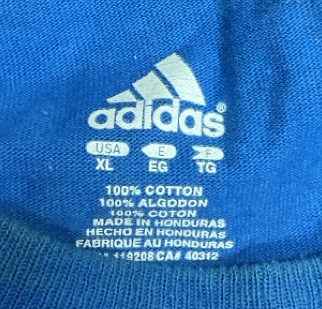 adidas®
USA E F
XL EG TG
100% COTTON
100% ALGODON
100% COTON
MADE IN HONDURAS
HECHO EN HONDURAS
FABRIQUE AU HONDURAS
119208 CA# 40312